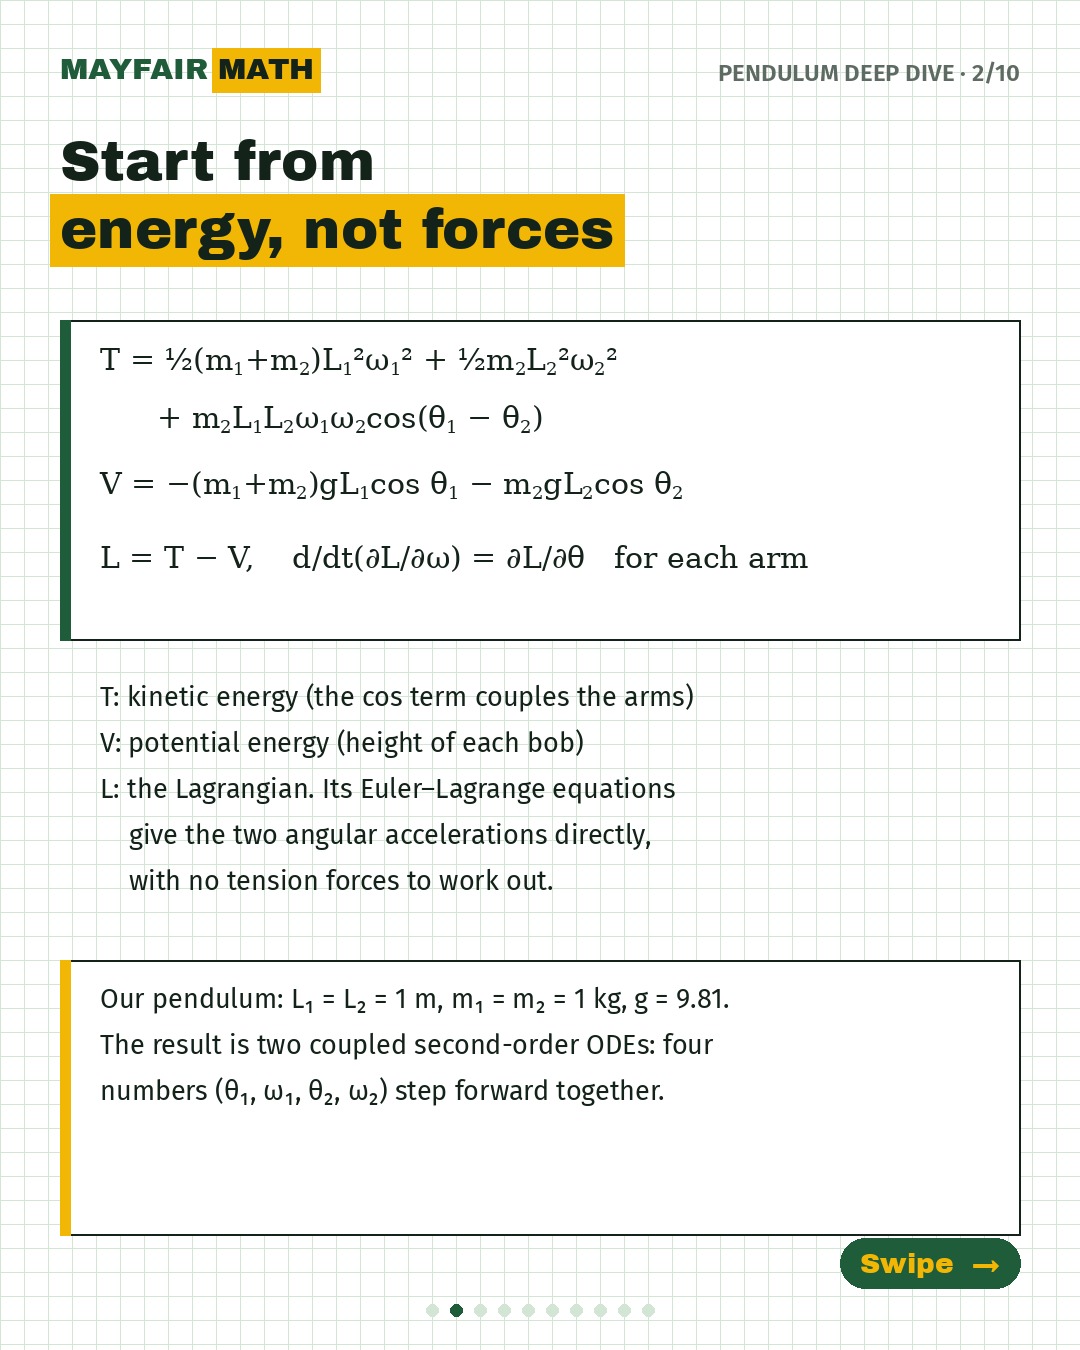 MAYFAIR MATH
PENDULUM DEEP DIVE · 2/10
Start from
energy, not forces
T = ½(m₁+m₂)L₁²ω₁² + ½m₂L₂²ω₂²
+ m₂L₁L₂ω₁ω₂cos(θ₁ − θ₂)
V = −(m₁+m₂)gL₁cos θ₁ − m₂gL₂cos θ₂
L = T − V, d/dt(∂L/∂ω) = ∂L/∂θ for each arm
T: kinetic energy (the cos term couples the arms)
V: potential energy (height of each bob)
L: the Lagrangian. Its Euler–Lagrange equations
give the two angular accelerations directly,
with no tension forces to work out.
Our pendulum: L₁ = L₂ = 1 m, m₁ = m₂ = 1 kg, g = 9.81.
The result is two coupled second-order ODEs: four
numbers (θ₁, ω₁, θ₂, ω₂) step forward together.
Swipe →